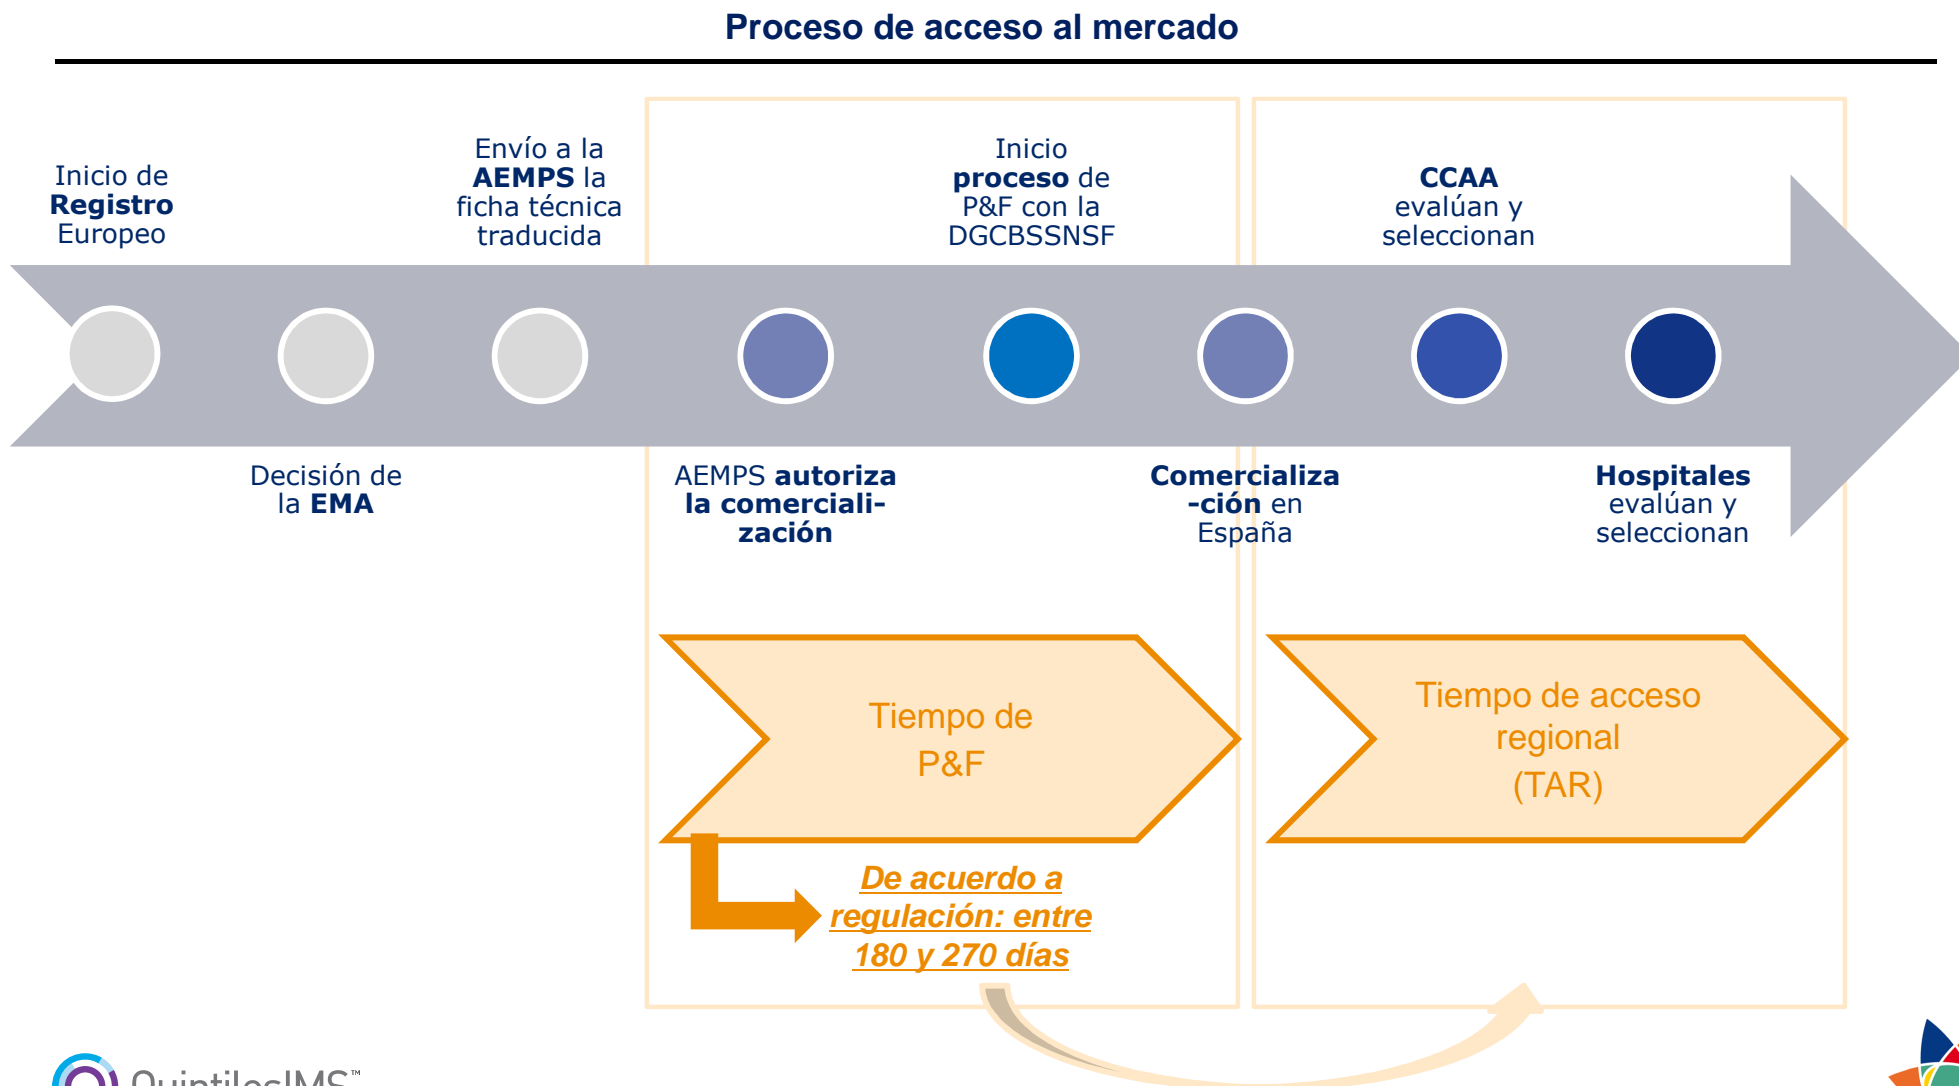 Proceso de acceso al mercado
Inicio de
Registro
Europeo
Decisión de
la EMA
Envío a la
AEMPS la
ficha técnica
traducida
AEMPS autoriza
la comerciali-
zación
Inicio
proceso de
P&F con la
DGCBSSNSF
Comercializa
-ción en
España
CCAA
evalúan y
seleccionan
Hospitales
evalúan y
seleccionan
Tiempo de
P&F
Tiempo de acceso
regional
(TAR)
De acuerdo a
regulación: entre
180 y 270 días
QuintilesIMS™